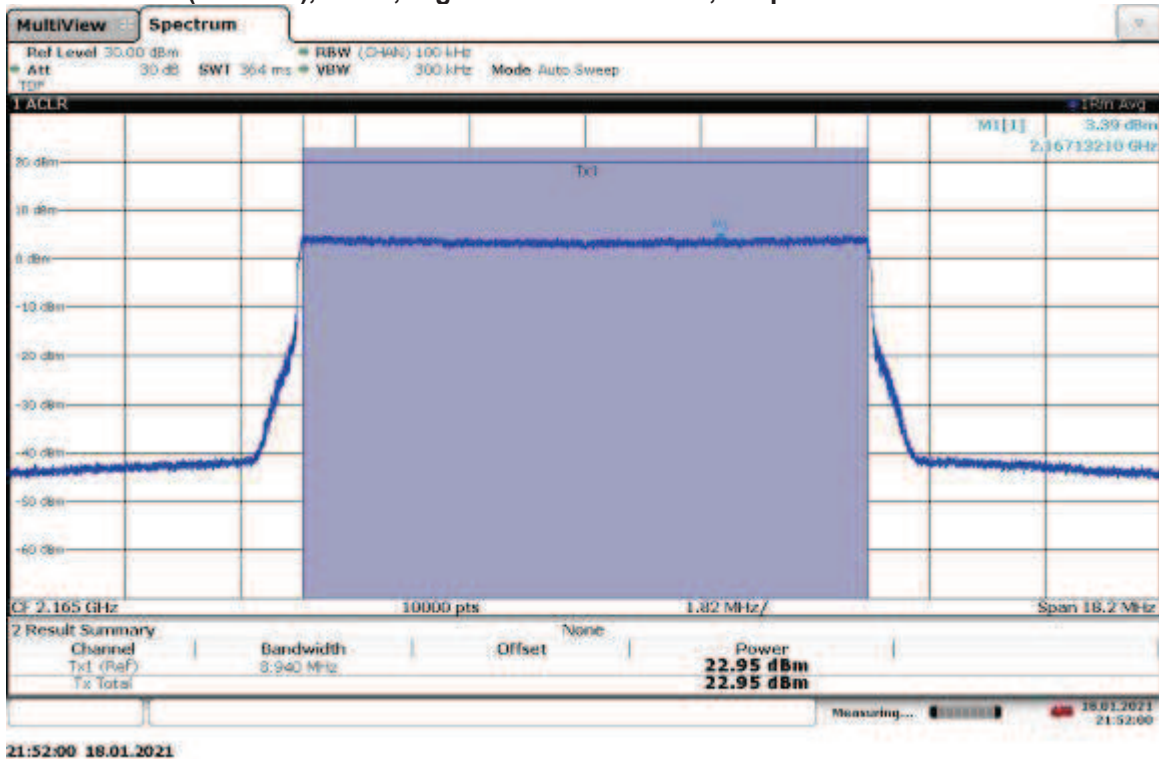 MultiView Spectrum
Ref Level 30.00 dBm RBW (CHAN) 100 kHz
Att 30 dB SWT 364 ms VBW 300 kHz Mode Auto Sweep
TDF
1 ACLR 1Rm Avg
M1[1] 3.39 dBm
2.16713210 GHz
Tx1
20 dBm
10 dBm
M1
0 dBm
-10 dBm
-20 dBm
-30 dBm
-40 dBm
-50 dBm
-60 dBm
CF 2.165 GHz 10000 pts 1.82 MHz/ Span 18.2 MHz
2 Result Summary None
Channel Bandwidth Offset Power
Tx1 (Ref) 8.940 MHz 22.95 dBm
Tx Total 22.95 dBm
Measuring... 18.01.2021
21:52:00
21:52:00 18.01.2021